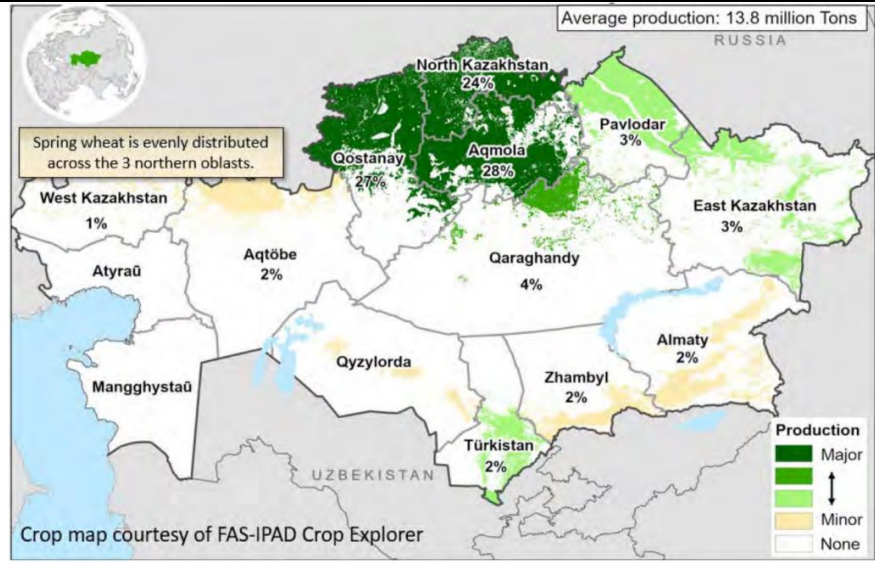 Average production: 13.8 million Tons
RUSSIA
North Kazakhstan
24%
Spring wheat is evenly distributed
across the 3 northern oblasts.
Pavlodar
3%
Qostanay
27%
Aqmola
28%
West Kazakhstan
1%
East Kazakhstan
3%
Aqtöbe
2%
Qaraghandy
4%
Atyraū
Almaty
2%
Qyzylorda
Mangghystaū
Zhambyl
2%
Türkistan
2%
UZBEKISTAN
Production
Major
Minor
None
Crop map courtesy of FAS-IPAD Crop Explorer